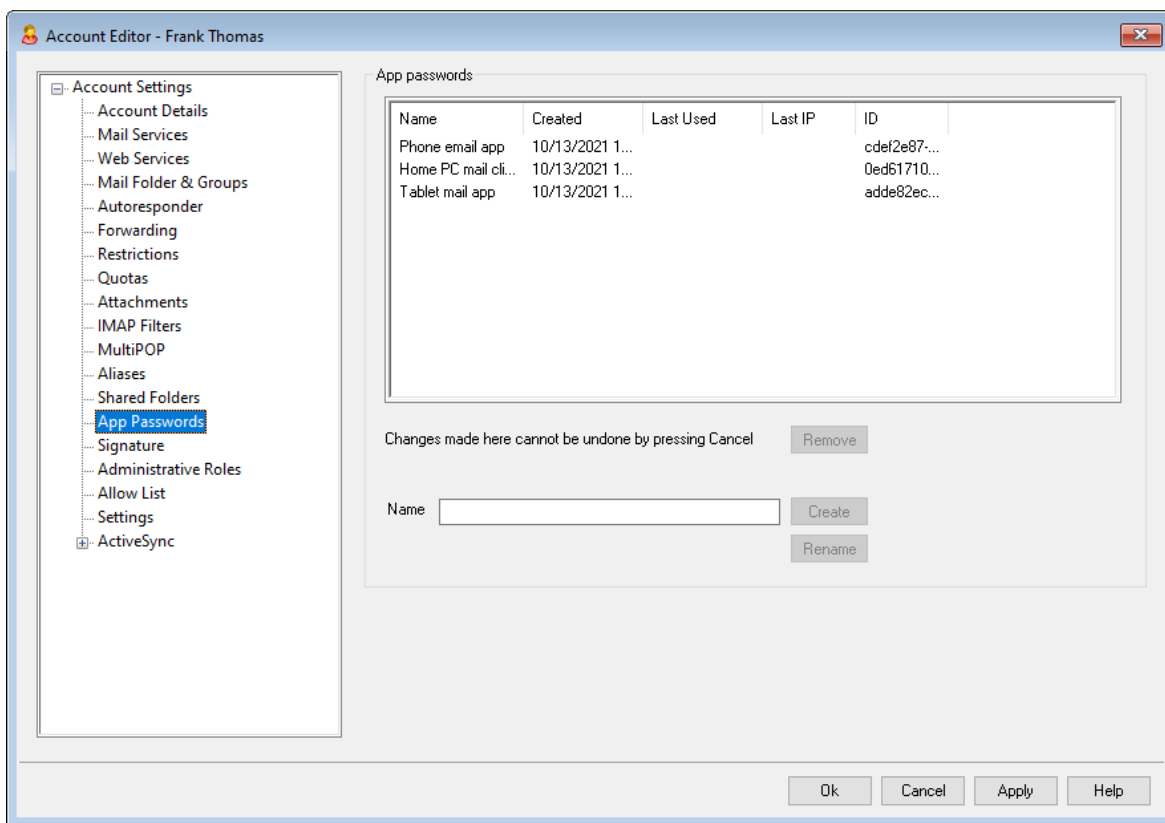 Account Editor - Frank Thomas
Account Settings
Account Details
Mail Services
Web Services
Mail Folder & Groups
Autoresponder
Forwarding
Restrictions
Quotas
Attachments
IMAP Filters
MultiPOP
Aliases
Shared Folders
App Passwords
Signature
Administrative Roles
Allow List
Settings
ActiveSync
App passwords
Name Created Last Used Last IP ID
Phone email app 10/13/2021 1... cdef2e87-...
Home PC mail cli... 10/13/2021 1... 0ed61710...
Tablet mail app 10/13/2021 1... adde82ec...
Changes made here cannot be undone by pressing Cancel Remove
Name Create
Rename
Ok Cancel Apply Help